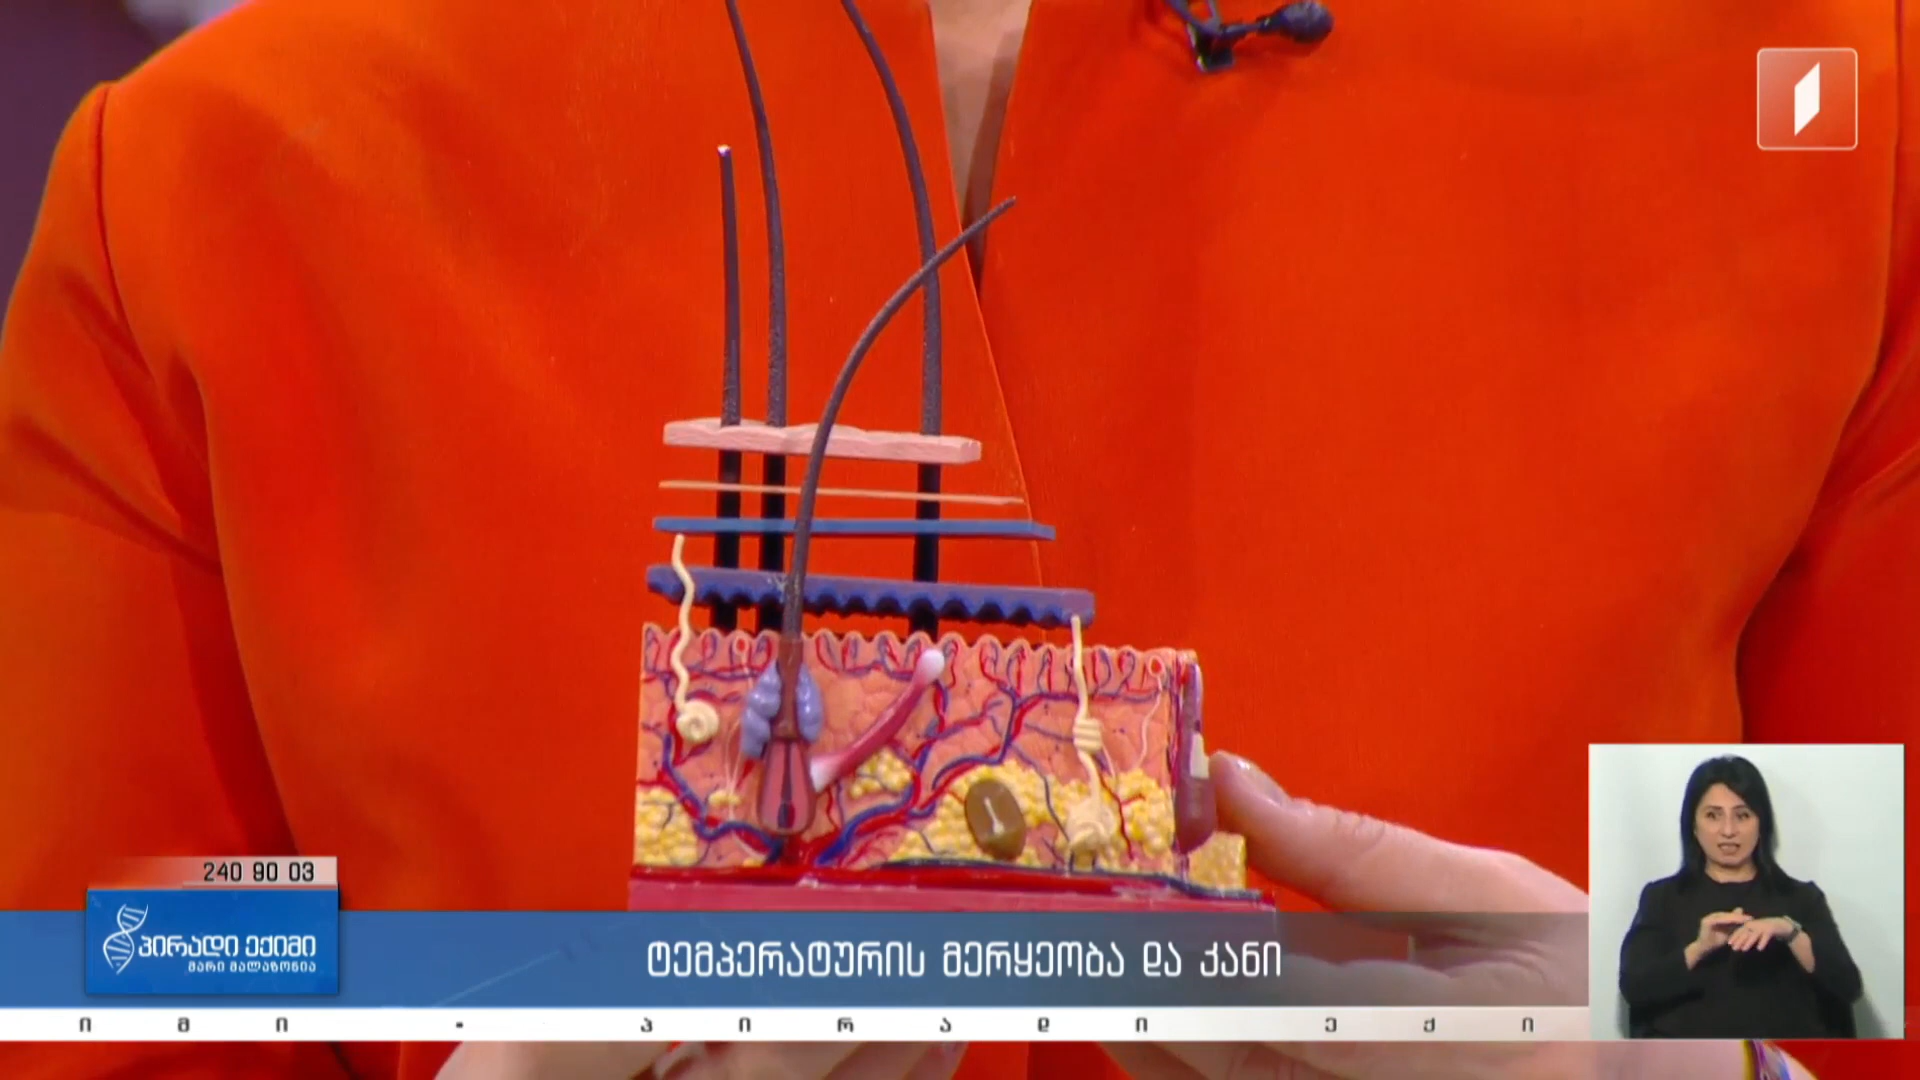 240 90 03
პირადი ექიმი
მარი მალაზონია
ტემპერატურის მერყეობა და კანი
ი მ ი - პ ი რ ა დ ი ე ქ ი